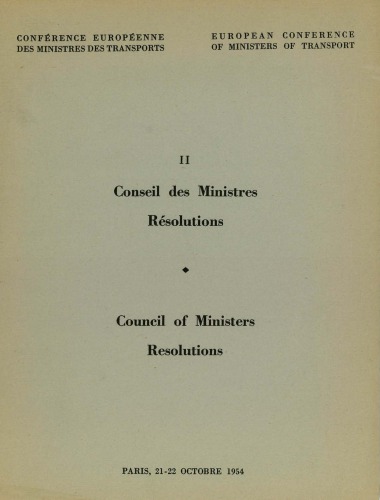 CONFÉRENCE EUROPÉENNE
DES MINISTRES DES TRANSPORTS
EUROPEAN CONFERENCE
OF MINISTERS OF TRANSPORT
II
Conseil des Ministres
Résolutions
Council of Ministers
Resolutions
PARIS, 21-22 OCTOBRE 1954